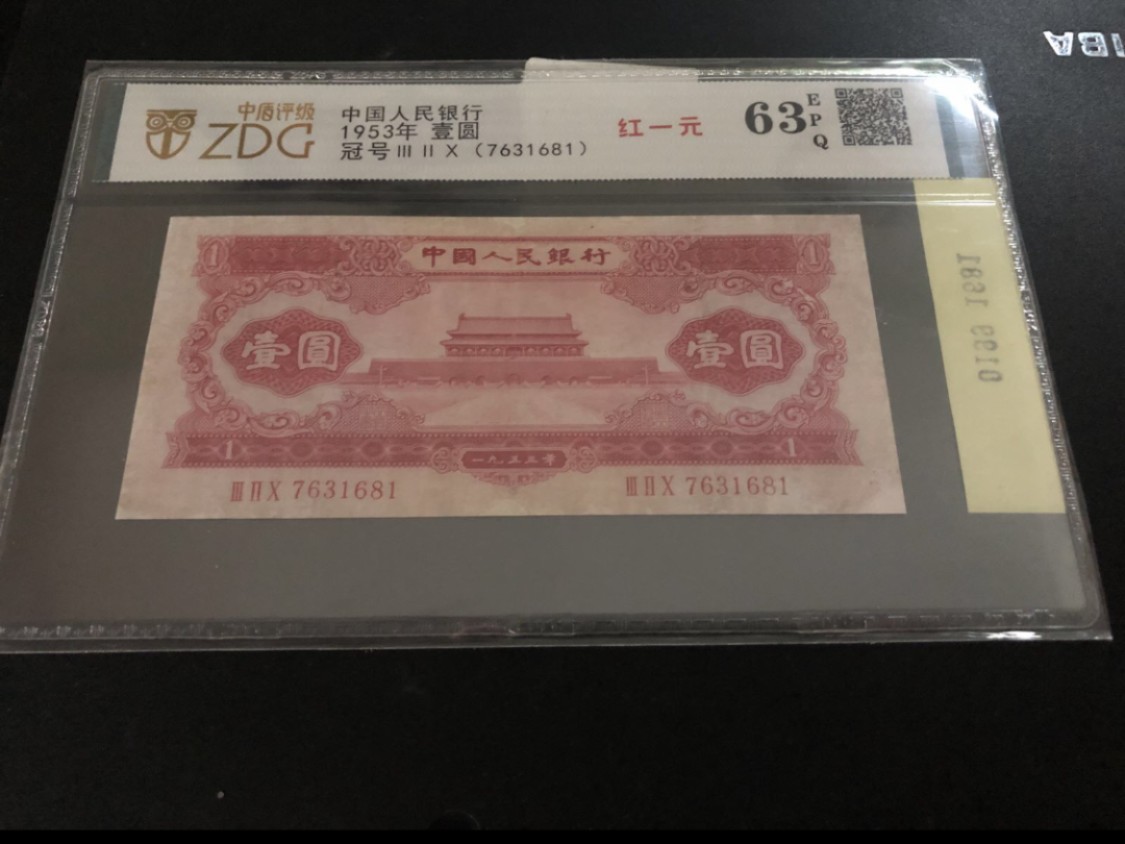 中盾评级
ZDG
中国人民银行
1953年 壹圆
冠号 III II X (7631681)
红一元
63 EPQ
中國人民銀行
1 1
壹圓 壹圓
1 一九五三年 1
III II X 7631681 III II X 7631681